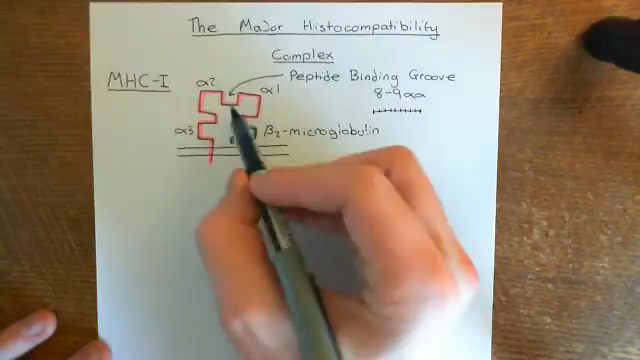 The Major Histocompatibility
Complex
MHC-I
α2
Peptide Binding Groove
α1
8-9aa
α3
β2-microglobulin